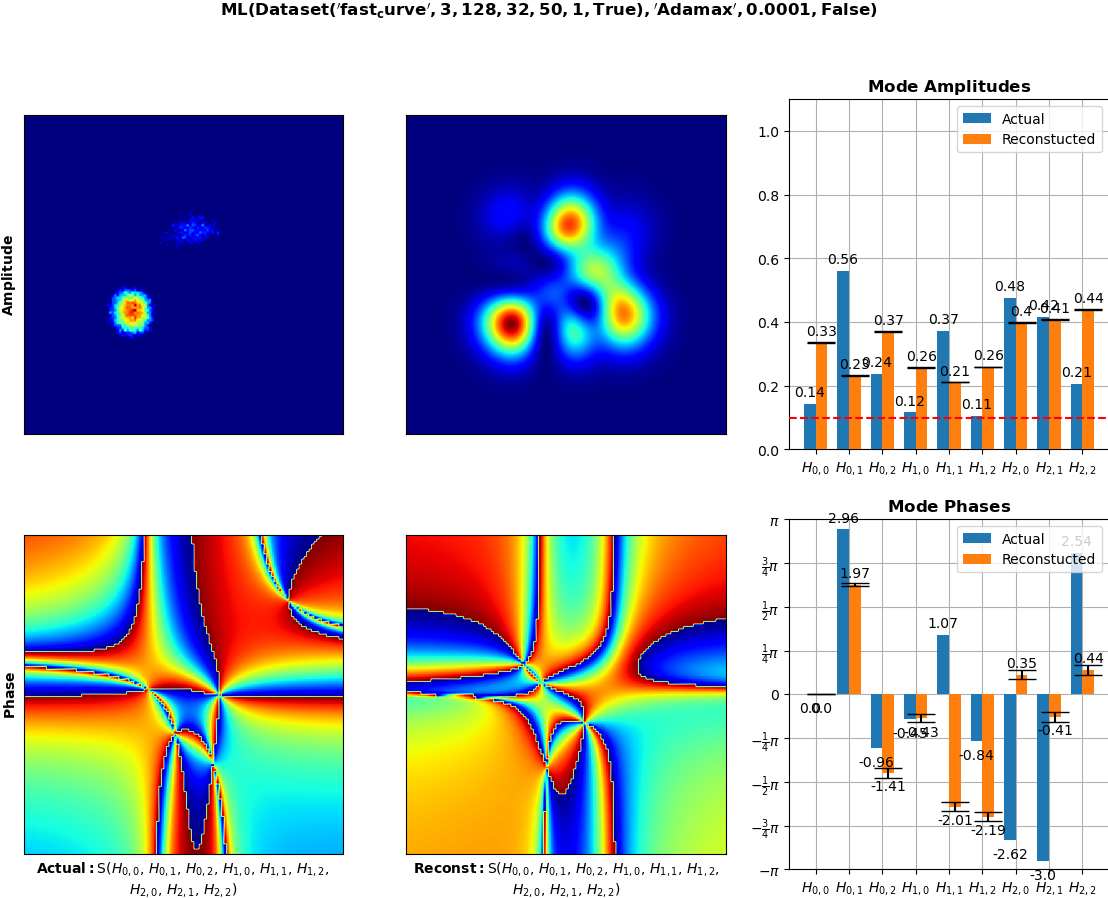 ML(Dataset('fast_curve', 3, 128, 32, 50, 1, True), 'Adamax', 0.0001, False)
Amplitude
Mode Amplitudes
Actual
Reconstucted
1.0
0.8
0.6
0.4
0.2
0.0
0.14 0.56 0.24 0.12 0.37 0.11 0.48 0.42 0.21
0.33 0.23 0.37 0.26 0.21 0.26 0.4 0.41 0.44
H0,0 H0,1 H0,2 H1,0 H1,1 H1,2 H2,0 H2,1 H2,2
Phase
Actual: S(H0,0, H0,1, H0,2, H1,0, H1,1, H1,2,
H2,0, H2,1, H2,2)
Reconst: S(H0,0, H0,1, H0,2, H1,0, H1,1, H1,2,
H2,0, H2,1, H2,2)
Mode Phases
Actual
Reconstucted
π
3/4π
1/2π
1/4π
0
−1/4π
−1/2π
−3/4π
−π
0.0 2.96 -0.96 -0.45 1.07 -0.84 -2.62 -3.0 2.54
0.0 1.97 -1.41 -0.43 -2.01 -2.19 0.35 -0.41 0.44
H0,0 H0,1 H0,2 H1,0 H1,1 H1,2 H2,0 H2,1 H2,2